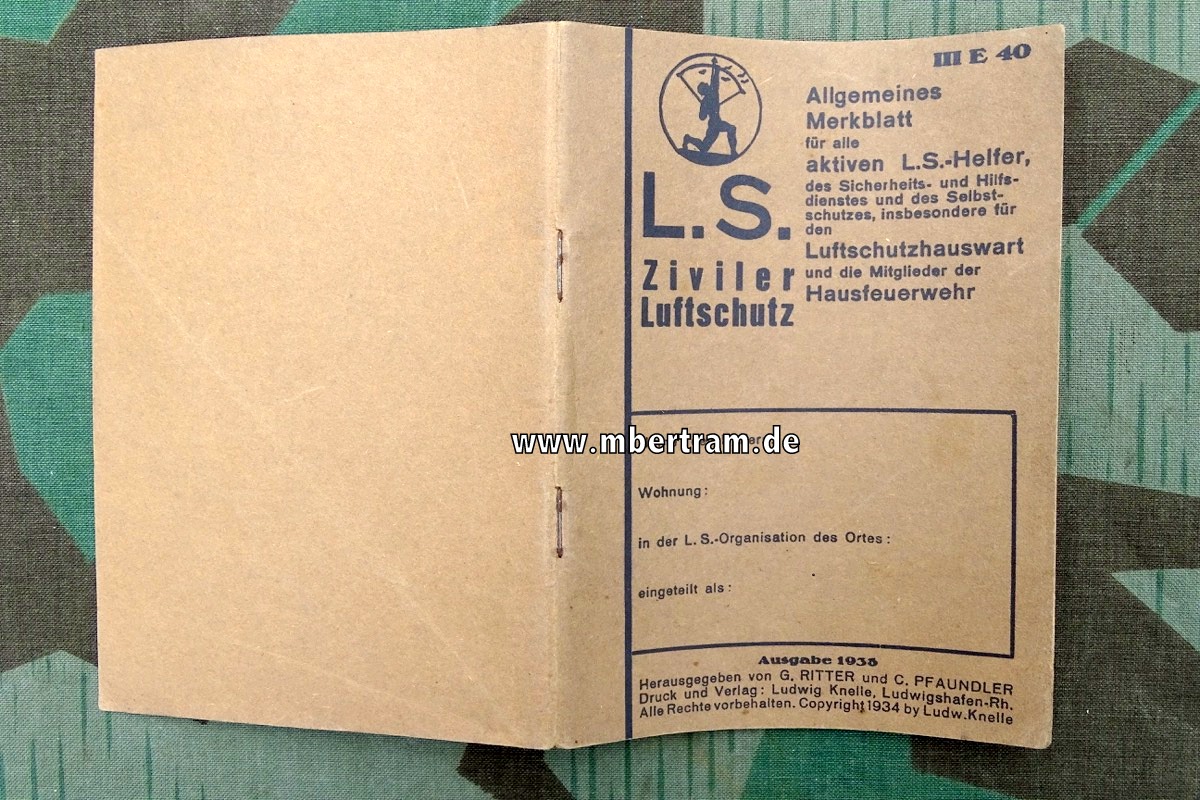 III E 40
Allgemeines
Merkblatt
für alle
aktiven L.S.-Helfer,
des Sicherheits- und Hilfs-
dienstes und des Selbst-
schutzes, insbesondere für
den
Luftschutzhauswart
und die Mitglieder der
Hausfeuerwehr
L.S.
Ziviler
Luftschutz
www.mbertram.de
Wohnung:
in der L.S.-Organisation des Ortes:
eingeteilt als:
Ausgabe 1938
Herausgegeben von G. RITTER und C. PFAUNDLER
Druck und Verlag: Ludwig Knelle, Ludwigshafen-Rh.
Alle Rechte vorbehalten. Copyright 1934 by Ludw. Knelle